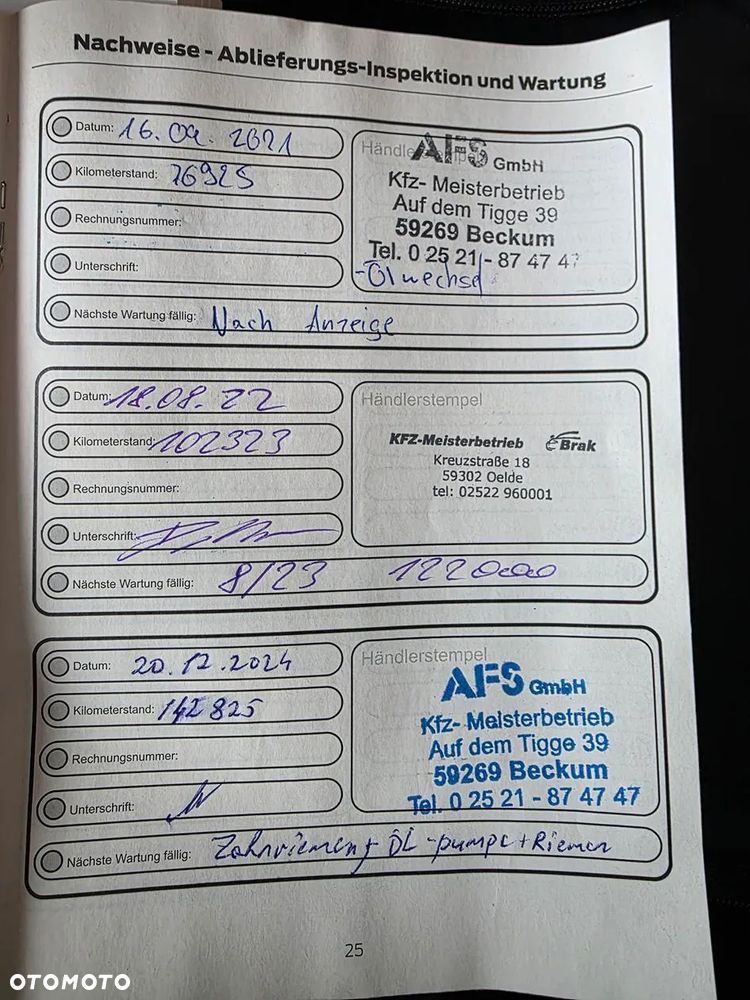 Nachweise - Ablieferungs-Inspektion und Wartung
Datum: 16.09.2021
Kilometerstand: 76925
Rechnungsnummer:
Unterschrift:
Nächste Wartung fällig: Nach Anzeige
Händlerstempel
AFS GmbH
Kfz- Meisterbetrieb
Auf dem Tigge 39
59269 Beckum
Tel. 0 25 21 - 87 47 47
-Ölwechsel
Datum: 18.08.22
Kilometerstand: 102323
Rechnungsnummer:
Unterschrift:
Nächste Wartung fällig: 8/23 122000
Händlerstempel
KFZ-Meisterbetrieb eBrak
Kreuzstraße 18
59302 Oelde
tel: 02522 960001
Datum: 20.12.2024
Kilometerstand: 142825
Rechnungsnummer:
Unterschrift:
Nächste Wartung fällig: Zahnriemen + ÖL-pumpe + Riemen
Händlerstempel
AFS GmbH
Kfz- Meisterbetrieb
Auf dem Tigge 39
59269 Beckum
Tel. 0 25 21 - 87 47 47
25
OTOMOTO